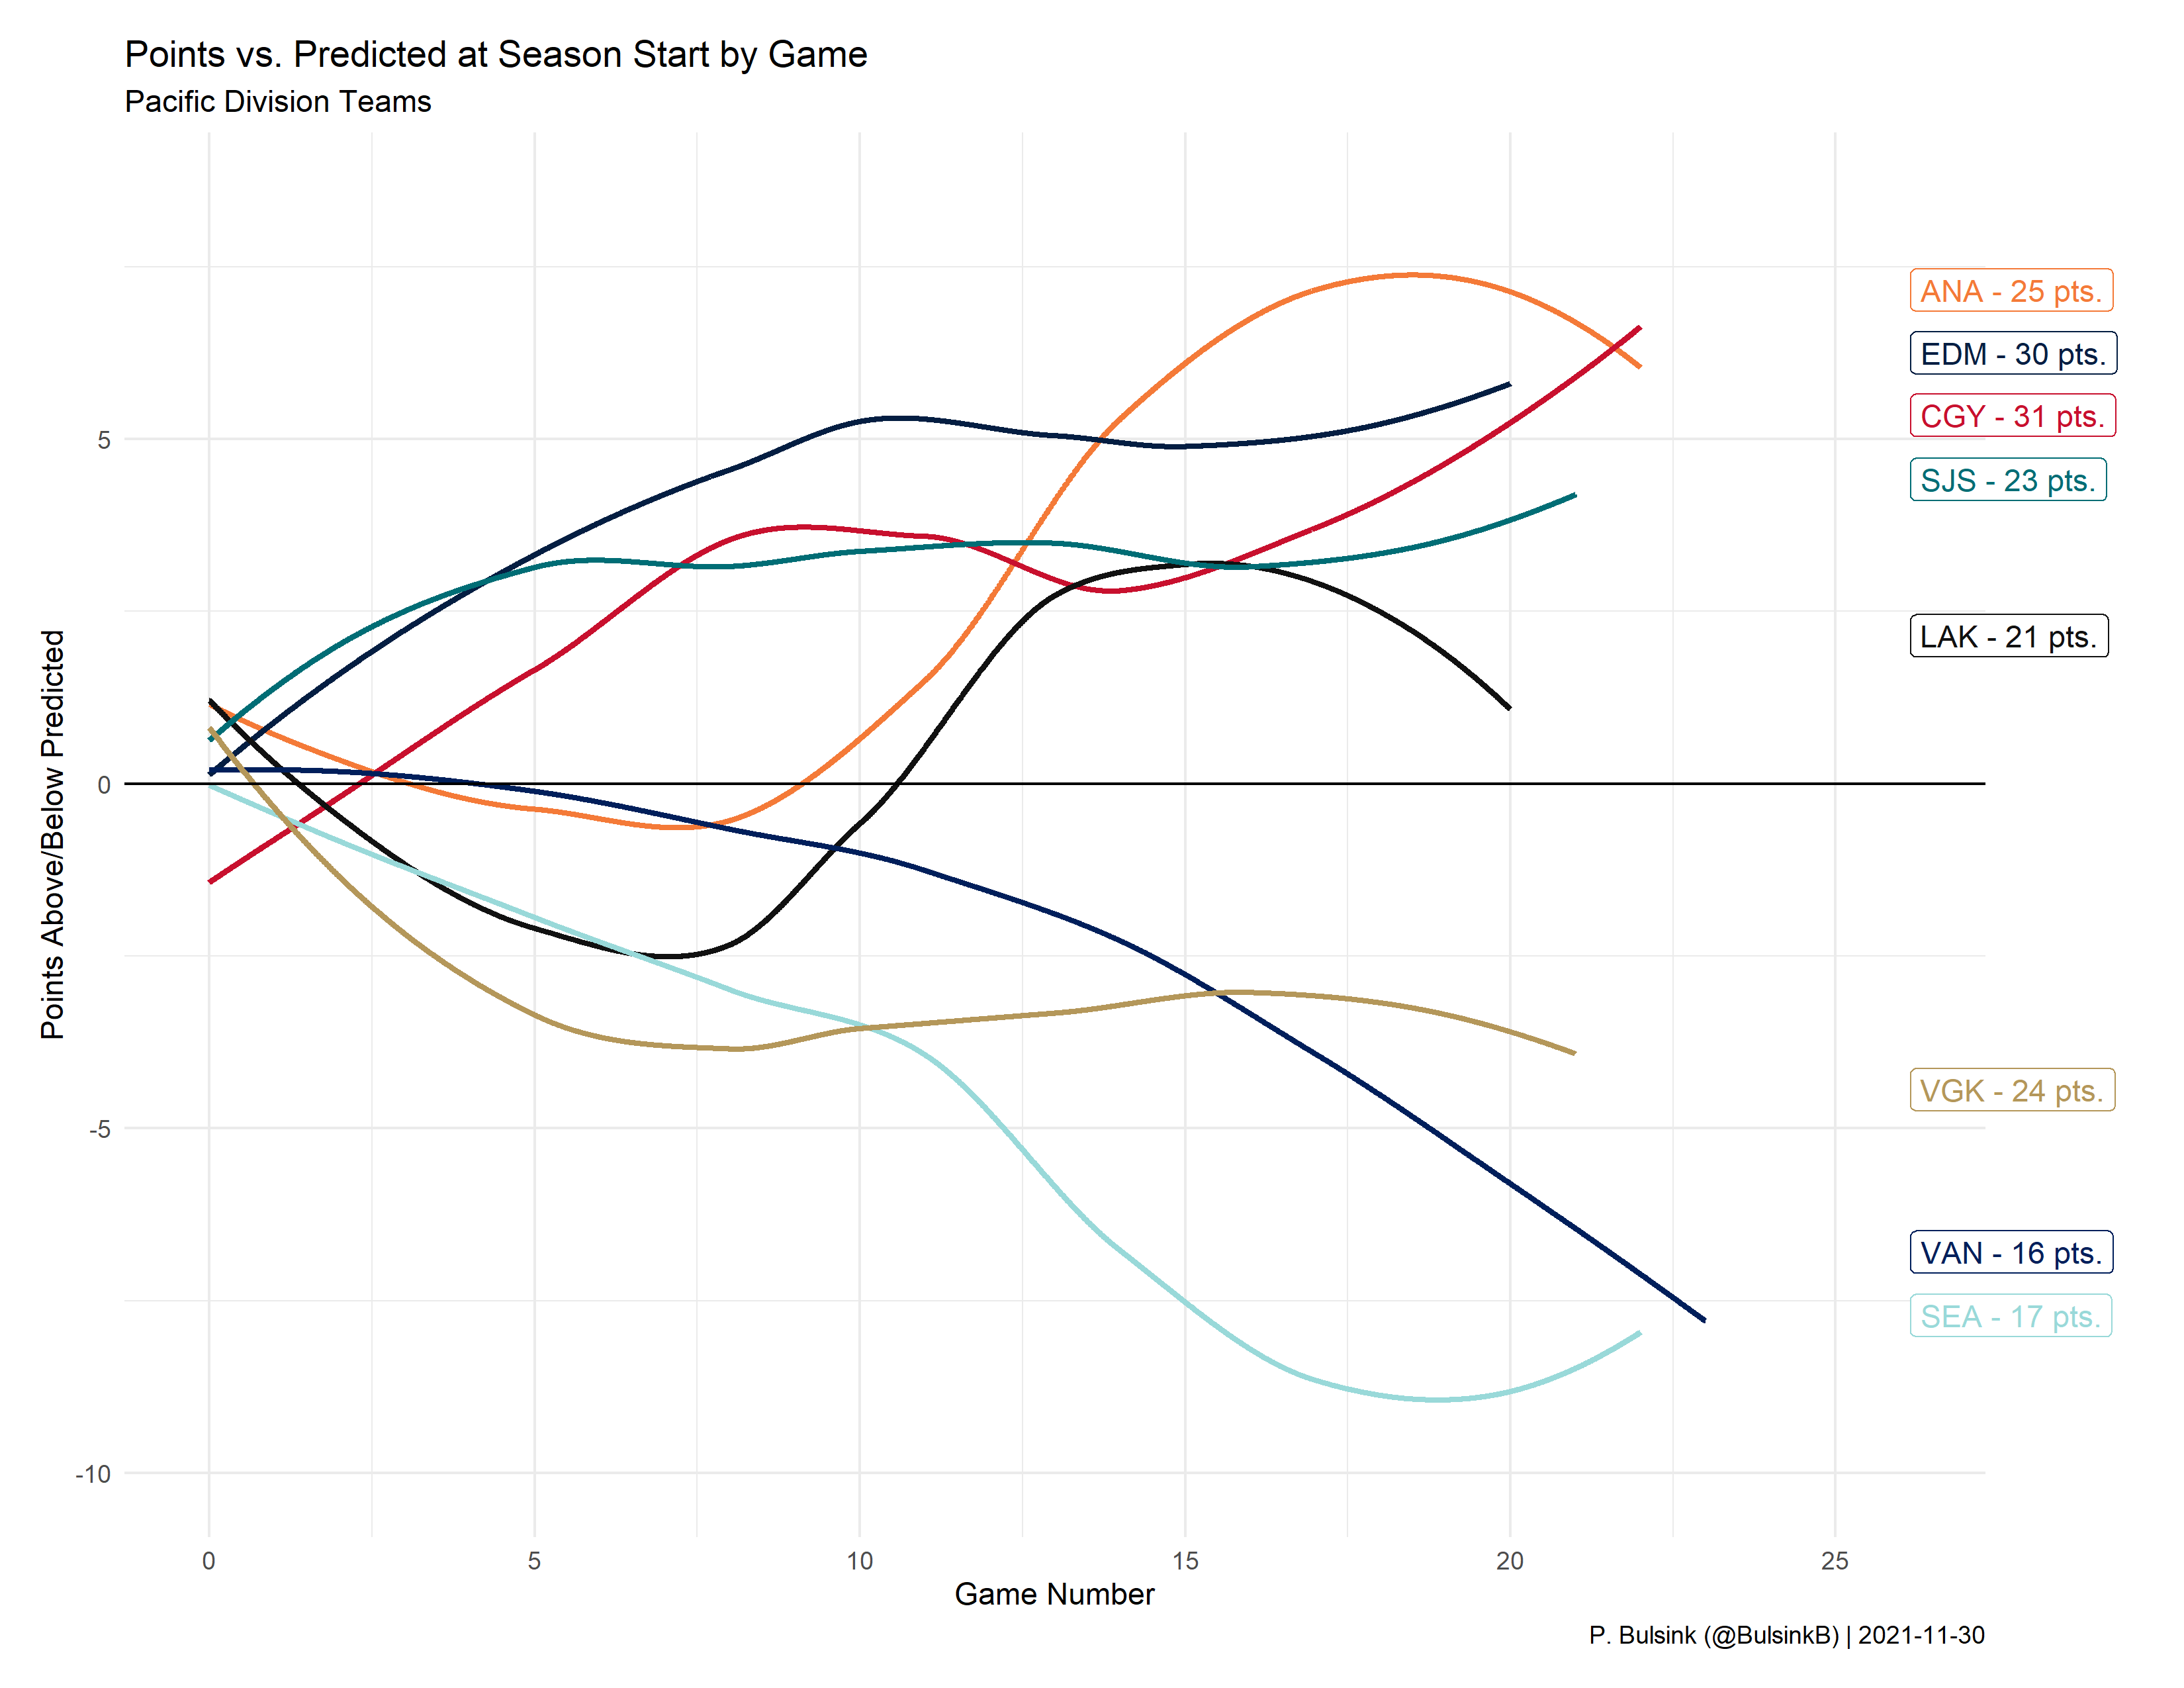 Points vs. Predicted at Season Start by Game
Pacific Division Teams
Points Above/Below Predicted
5
0
-5
-10
ANA - 25 pts.
EDM - 30 pts.
CGY - 31 pts.
SJS - 23 pts.
LAK - 21 pts.
VGK - 24 pts.
VAN - 16 pts.
SEA - 17 pts.
0 5 10 15 20 25
Game Number
P. Bulsink (@BulsinkB) | 2021-11-30